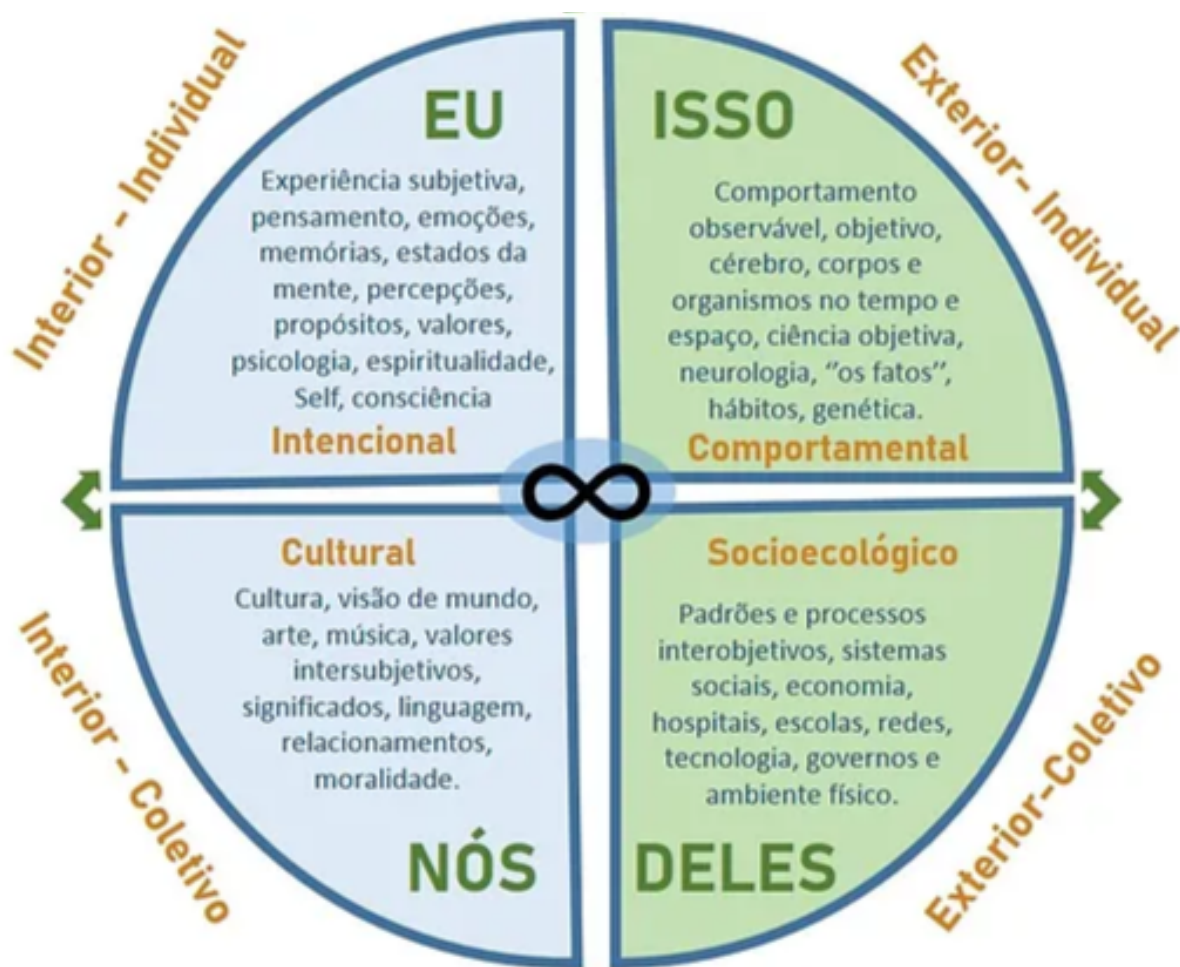 Interior - Individual
EU
Experiência subjetiva,
pensamento, emoções,
memórias, estados da
mente, percepções,
propósitos, valores,
psicologia, espiritualidade,
Self, consciência
Intencional
Exterior- Individual
ISSO
Comportamento
observável, objetivo,
cérebro, corpos e
organismos no tempo e
espaço, ciência objetiva,
neurologia, ‘‘os fatos’’,
hábitos, genética.
Comportamental
Interior - Coletivo
Cultural
Cultura, visão de mundo,
arte, música, valores
intersubjetivos,
significados, linguagem,
relacionamentos,
moralidade.
NÓS
Exterior-Coletivo
Socioecológico
Padrões e processos
interobjetivos, sistemas
sociais, economia,
hospitais, escolas, redes,
tecnologia, governos e
ambiente físico.
DELES